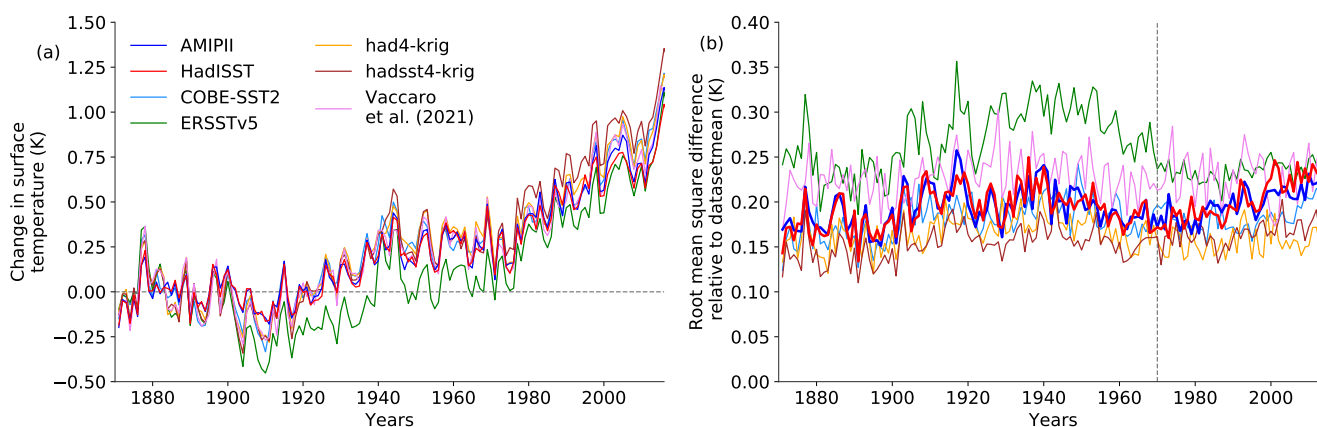 (a)
Change in surface
temperature (K)
1.50
1.25
1.00
0.75
0.50
0.25
0.00
−0.25
−0.50
AMIPII
HadISST
COBE-SST2
ERSSTv5
had4-krig
hadsst4-krig
Vaccaro
et al. (2021)
1880
1900
1920
1940
1960
1980
2000
Years
(b)
Root mean square difference
relative to datasetmean (K)
0.40
0.35
0.30
0.25
0.20
0.15
0.10
0.05
0.00
1880
1900
1920
1940
1960
1980
2000
Years